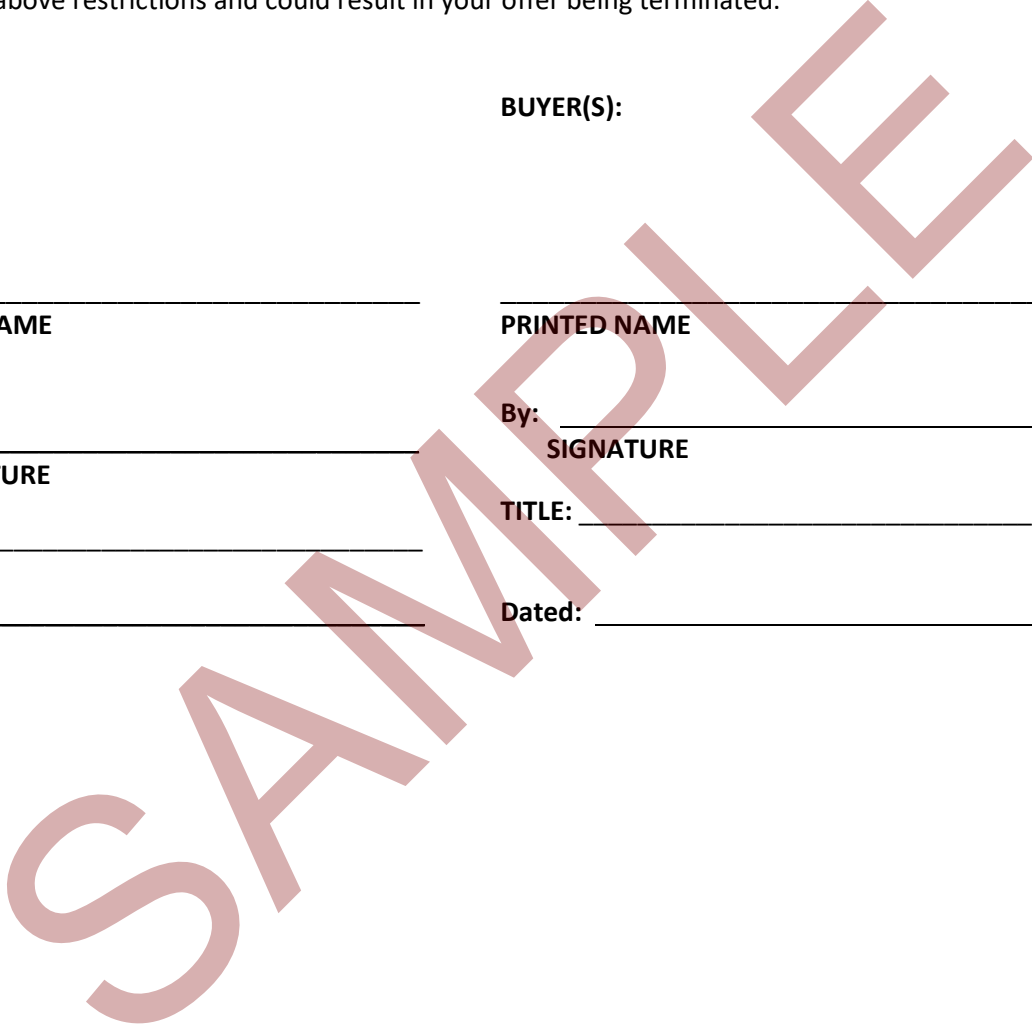 above restrictions and could result in your offer being terminated.
BUYER(S):
AME
PRINTED NAME
By:
SIGNATURE
TURE
TITLE:
Dated:
SAMPLE